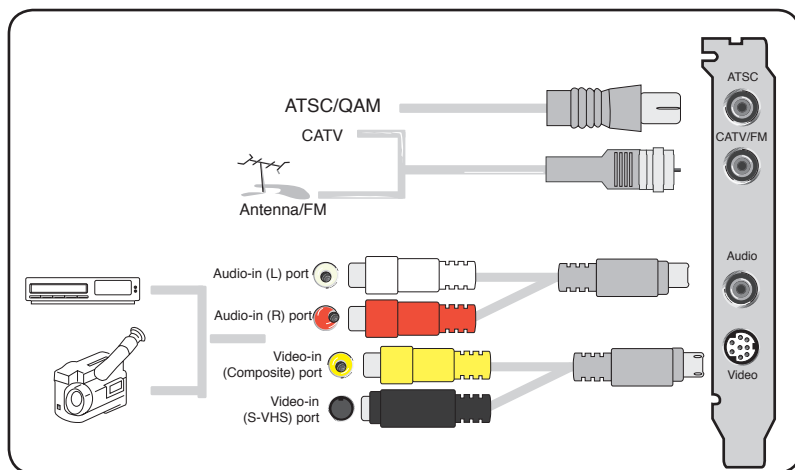 ATSC/QAM
CATV
Antenna/FM
Audio-in (L) port
Audio-in (R) port
Video-in
(Composite) port
Video-in
(S-VHS) port
ATSC
CATV/FM
Audio
Video